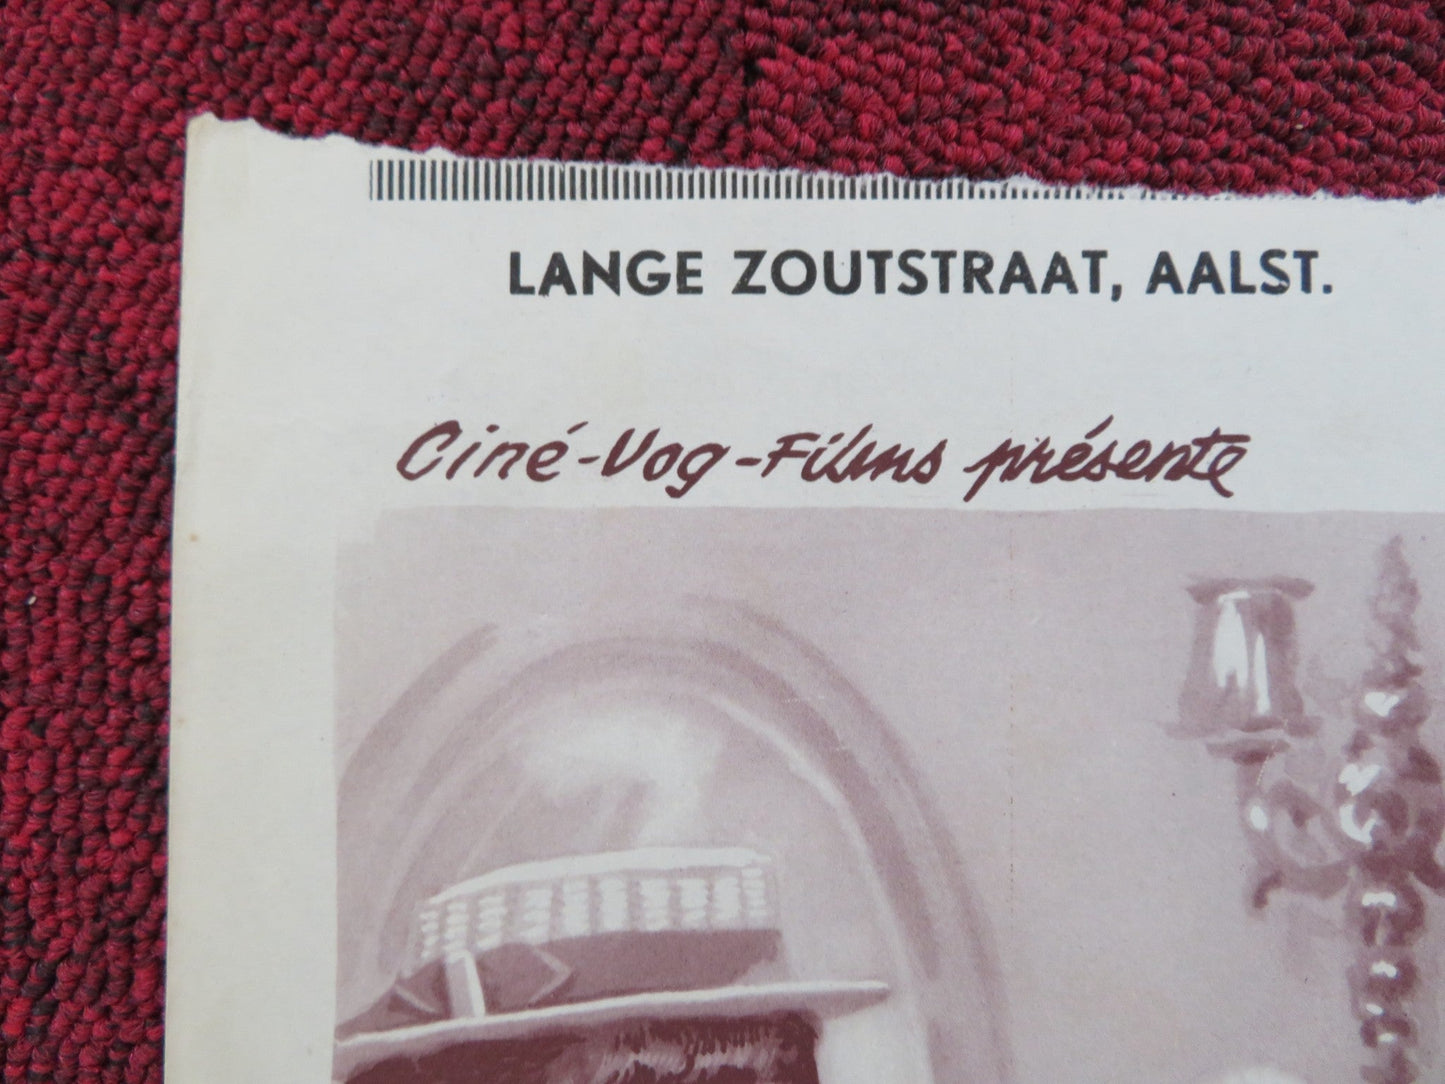 LANGE ZOUTSTRAAT, AALST.
Ciné-Vog-Films présente